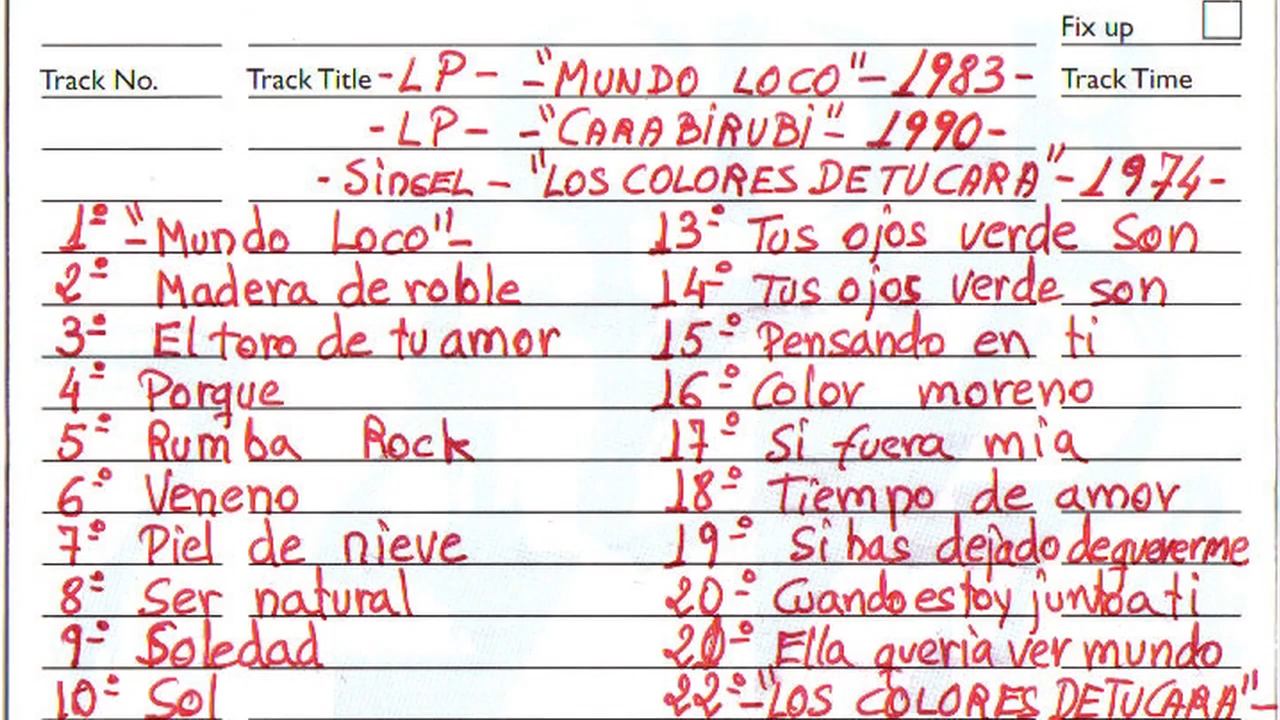 Fix up
Track No. Track Title -LP- -"MUNDO LOCO"- 1983- Track Time
-LP- -"CARABiRUBi"- 1990-
-SiNGEL- "LOS COLORES DE TU CARA"-1974-
1º "-Mundo Loco"-
2º Madera de roble
3º El toro de tu amor
4º Porque
5º Rumba Rock
6º Veneno
7º Piel de nieve
8º Ser natural
9º Soledad
10º Sol
13º Tus ojos verde son
14º Tus ojos verde son
15º Pensando en ti
16º Color moreno
17º Si fuera mia
18º Tiempo de amor
19º Si has dejado de quererme
20º Cuando estoy junto a ti
21º Ella queria ver mundo
22º-"LOS COLORES DE TU CARA"-